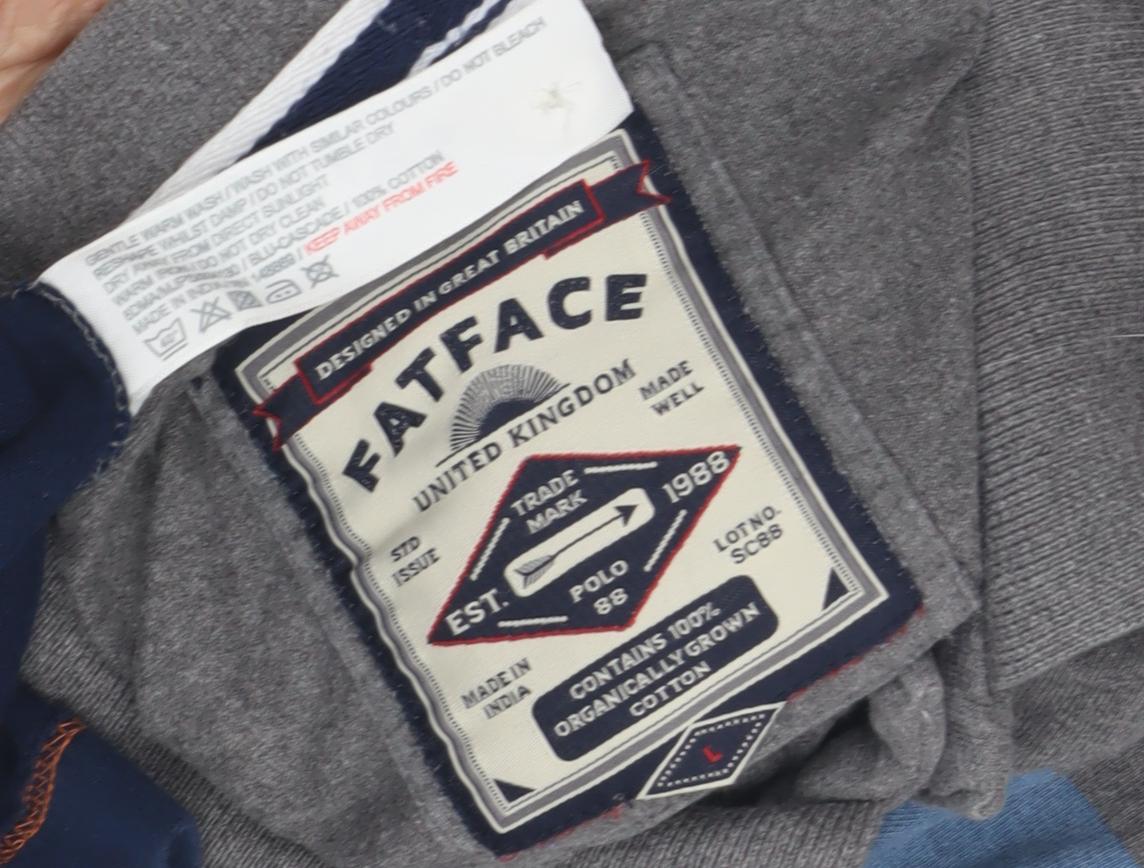 GENTLE WARM WASH / WASH WITH SIMILAR COLOURS / DO NOT BLEACH
RESHAPE WHILST DAMP / DO NOT TUMBLE DRY
DRY AWAY FROM DIRECT SUNLIGHT
WARM IRON / DO NOT DRY CLEAN
/ 100% COTTON
MADE IN / KEEP AWAY FROM FIRE
40°
DESIGNED IN GREAT BRITAIN
FATFACE
UNITED KINGDOM
MADE
WELL
TRADE
MARK
1988
STD
ISSUE
LOT NO.
SC88
EST.
POLO
88
MADE IN
INDIA
CONTAINS 100%
ORGANICALLY GROWN
COTTON
L